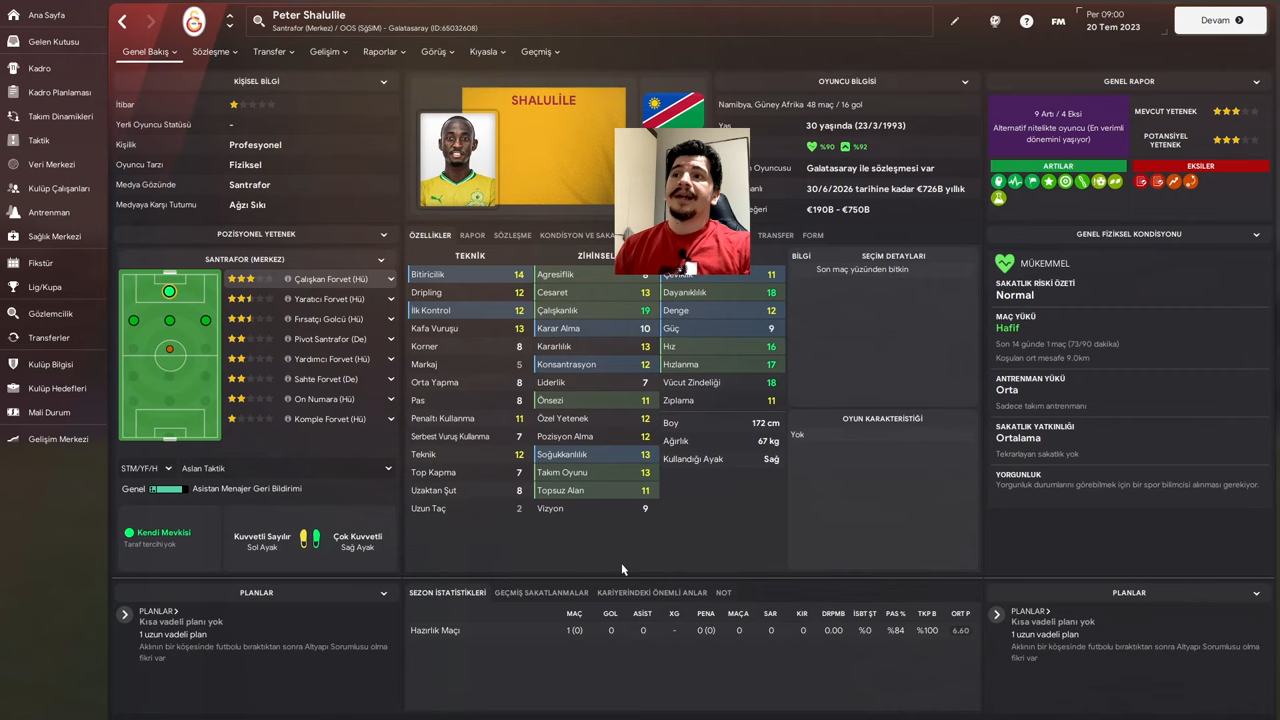 Ana Sayfa
Gelen Kutusu
Kadro
Kadro Planlaması
Takım Dinamikleri
Taktik
Veri Merkezi
Kulüp Çalışanları
Antrenman
Sağlık Merkezi
Fikstür
Lig/Kupa
Gözlemcilik
Transferler
Kulüp Bilgisi
Kulüp Hedefleri
Mali Durum
Gelişim Merkezi
Peter Shalulile
Santrafor (Merkez) / OOS (SğSlM) - Galatasaray (ID:65032608)
FM
Per 09:00
20 Tem 2023
Devam
Genel Bakış
Sözleşme
Transfer
Gelişim
Raporlar
Görüş
Kıyasla
Geçmiş
KİŞİSEL BİLGİ
İtibar
Yerli Oyuncu Statüsü -
Kişilik Profesyonel
Oyuncu Tarzı Fiziksel
Medya Gözünde Santrafor
Medyaya Karşı Tutumu Ağzı Sıkı
SHALULİLE
OYUNCU BİLGİSİ
Namibya, Güney Afrika 48 maç / 16 gol
Yaş 30 yaşında (23/3/1993)
%90 %92
Oyuncusu Galatasaray ile sözleşmesi var
30/6/2026 tarihine kadar €726B yıllık
€190B - €750B
GENEL RAPOR
9 Artı / 4 Eksi
Alternatif nitelikte oyuncu (En verimli dönemini yaşıyor)
MEVCUT YETENEK
POTANSİYEL YETENEK
ARTILAR
EKSİLER
POZİSYONEL YETENEK
SANTRAFOR (MERKEZ)
Çalışkan Forvet (Hü)
Yaratıcı Forvet (Hü)
Fırsatçı Golcü (Hü)
Pivot Santrafor (De)
Yardımcı Forvet (Hü)
Sahte Forvet (De)
On Numara (Hü)
Komple Forvet (Hü)
STM/YF/H
Aslan Taktik
Genel
Asistan Menajer Geri Bildirimi
Kendi Mevkisi
Taraf tercihi yok
Kuvvetli Sayılır
Sol Ayak
Çok Kuvvetli
Sağ Ayak
ÖZELLİKLER
RAPOR
SÖZLEŞME
KONDİSYON VE SAKA
TRANSFER
FORM
TEKNİK
Bitiricilik 14
Dripling 12
İlk Kontrol 12
Kafa Vuruşu 13
Korner 8
Markaj 5
Orta Yapma 8
Pas 8
Penaltı Kullanma 11
Serbest Vuruş Kullanma 7
Teknik 12
Top Kapma 7
Uzaktan Şut 8
Uzun Taç 2
ZİHİNSEL
Agresiflik 8
Cesaret 13
Çalışkanlık 19
Karar Alma 10
Kararlılık 13
Konsantrasyon 12
Liderlik 7
Önsezi 11
Özel Yetenek 12
Pozisyon Alma 12
Soğukkanlılık 13
Takım Oyunu 13
Topsuz Alan 11
Vizyon 9
Çeviklik 11
Dayanıklılık 18
Denge 12
Güç 9
Hız 16
Hızlanma 17
Vücut Zindeliği 18
Zıplama 11
Boy 172 cm
Ağırlık 67 kg
Kullandığı Ayak Sağ
BİLGİ
SEÇİM DETAYLARI
Son maç yüzünden bitkin
OYUN KARAKTERİSTİĞİ
Yok
GENEL FİZİKSEL KONDİSYONU
MÜKEMMEL
SAKATLIK RİSKİ ÖZETİ
Normal
MAÇ YÜKÜ
Hafif
Son 14 günde 1 maç (73/90 dakika)
Koşulan ort mesafe 9.0km
ANTRENMAN YÜKÜ
Orta
Sadece takım antrenmanı
SAKATLIK YATKINLIĞI
Ortalama
Tekrarlayan sakatlık yok
YORGUNLUK
Yorgunluk durumlarını görebilmek için bir spor bilimcisi alınması gerekiyor.
PLANLAR
PLANLAR
Kısa vadeli planı yok
1 uzun vadeli plan
Aklının bir köşesinde futbolu bıraktıktan sonra Altyapı Sorumlusu olma fikri var
SEZON İSTATİSTİKLERİ
GEÇMİŞ SAKATLANMALAR
KARİYERİNDEKİ ÖNEMLİ ANLAR
NOT
MAÇ GOL ASİST XG PENA MAÇA SAR KIR DRPMB İSBT ŞT PAS % TKP B ORT P
Hazırlık Maçı 1 (0) 0 0 - 0 (0) 0 0 0 0.00 %0 %84 %100 6.60
PLANLAR
PLANLAR
Kısa vadeli planı yok
1 uzun vadeli plan
Aklının bir köşesinde futbolu bıraktıktan sonra Altyapı Sorumlusu olma fikri var